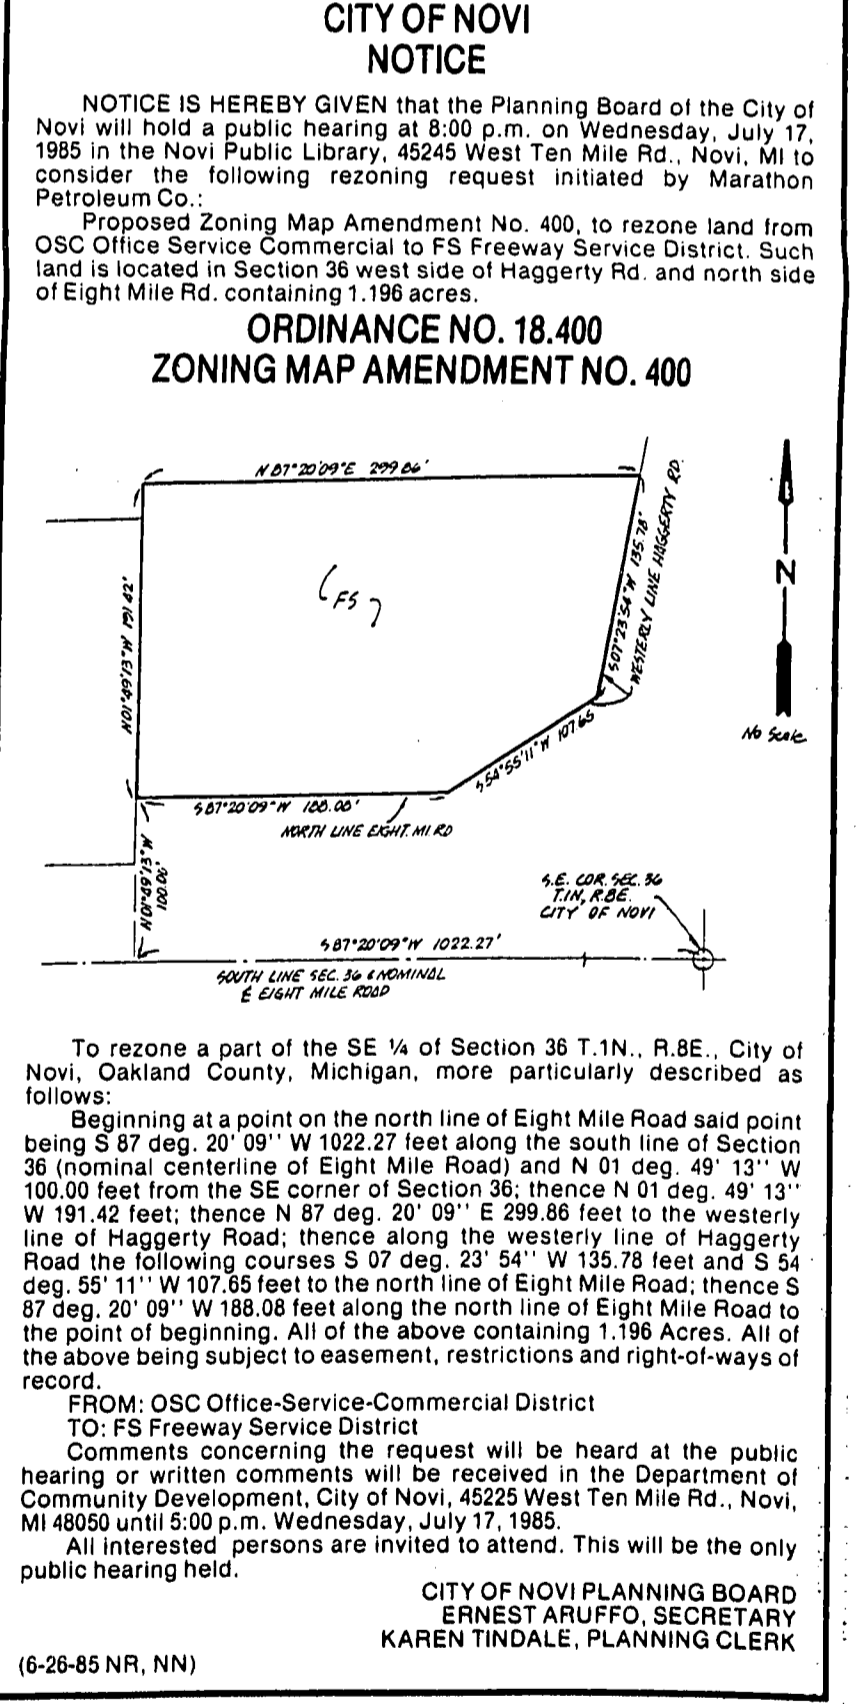 CITY OF NOVI
NOTICE
NOTICE IS HEREBY GIVEN that the Planning Board of the City of
Novi will hold a public hearing at 8:00 p.m. on Wednesday, July 17,
1985 in the Novi Public Library, 45245 West Ten Mile Rd., Novi, MI to
consider the following rezoning request initiated by Marathon
Petroleum Co.:
Proposed Zoning Map Amendment No. 400, to rezone land from
OSC Office Service Commercial to FS Freeway Service District. Such
land is located in Section 36 west side of Haggerty Rd. and north side
of Eight Mile Rd. containing 1.196 acres.
ORDINANCE NO. 18.400
ZONING MAP AMENDMENT NO. 400
N 87°20'09"E 299.86'
S07°23'54"W 135.78'
WESTERLY LINE HAGGERTY RD.
N
No Scale
FS
N01°49'13"W 191.42'
S54°55'11"W 107.65
S87°20'09"W 188.08'
NORTH LINE EIGHT MI RD
N01°49'13"W
100.00'
S.E. COR. SEC. 36
T.1N, R.8E.
CITY OF NOVI
S87°20'09"W 1022.27'
SOUTH LINE SEC. 36 & NOMINAL
℄ EIGHT MILE ROAD
To rezone a part of the SE ¼ of Section 36 T.1N., R.8E., City of
Novi, Oakland County, Michigan, more particularly described as
follows:
Beginning at a point on the north line of Eight Mile Road said point
being S 87 deg. 20' 09'' W 1022.27 feet along the south line of Section
36 (nominal centerline of Eight Mile Road) and N 01 deg. 49' 13'' W
100.00 feet from the SE corner of Section 36; thence N 01 deg. 49' 13''
W 191.42 feet; thence N 87 deg. 20' 09'' E 299.86 feet to the westerly
line of Haggerty Road; thence along the westerly line of Haggerty
Road the following courses S 07 deg. 23' 54'' W 135.78 feet and S 54
deg. 55' 11'' W 107.65 feet to the north line of Eight Mile Road; thence S
87 deg. 20' 09'' W 188.08 feet along the north line of Eight Mile Road to
the point of beginning. All of the above containing 1.196 Acres. All of
the above being subject to easement, restrictions and right-of-ways of
record.
FROM: OSC Office-Service-Commercial District
TO: FS Freeway Service District
Comments concerning the request will be heard at the public
hearing or written comments will be received in the Department of
Community Development, City of Novi, 45225 West Ten Mile Rd., Novi,
MI 48050 until 5:00 p.m. Wednesday, July 17, 1985.
All interested persons are invited to attend. This will be the only
public hearing held.
CITY OF NOVI PLANNING BOARD
ERNEST ARUFFO, SECRETARY
KAREN TINDALE, PLANNING CLERK
(6-26-85 NR, NN)